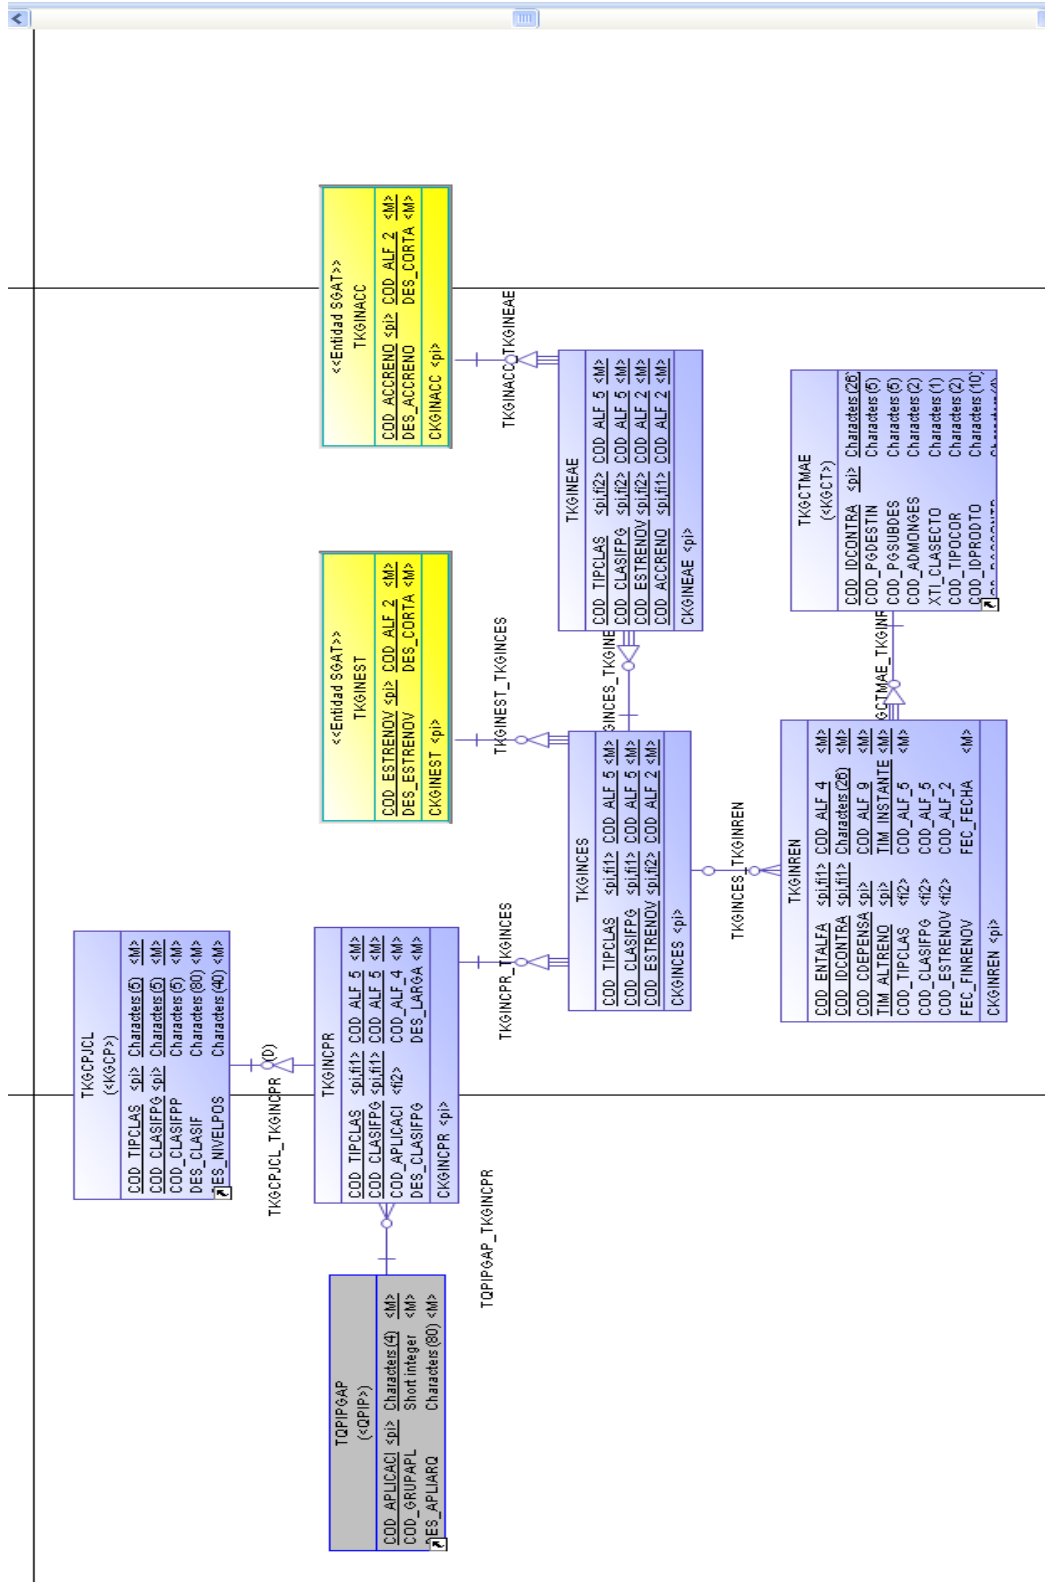 <<Entidad SGAT>>
TKGINACC
COD_ACCRENO <pi> COD_ALF_2 <M>
DES_ACCRENO DES_CORTA <M>
CKGINACC <pi>
TKGINACC_TKGINEAE
TKGINEAE
COD_TIPCLAS <pi,fi2> COD_ALF_5 <M>
COD_CLASIFPG <pi,fi2> COD_ALF_5 <M>
COD_ESTRENOV <pi,fi2> COD_ALF_2 <M>
COD_ACCRENO <pi,fi1> COD_ALF_2 <M>
CKGINEAE <pi>
TKGCTMAE
(<KGCT>)
COD_IDCONTRA <pi> Characters (26)
COD_PGDESTIN Characters (5)
COD_PGSUBDES Characters (5)
COD_ADMONGES Characters (2)
XTI_CLASECTO Characters (1)
COD_TIPOCOR Characters (2)
COD_IDPRODTO Characters (10)
<<Entidad SGAT>>
TKGINEST
COD_ESTRENOV <pi> COD_ALF_2 <M>
DES_ESTRENOV DES_CORTA <M>
CKGINEST <pi>
TKGINEST_TKGINCES
GINCES_TKGINE
GCTMAE_TKGINR
TKGINCES
COD_TIPCLAS <pi,fi1> COD_ALF_5 <M>
COD_CLASIFPG <pi,fi1> COD_ALF_5 <M>
COD_ESTRENOV <pi,fi2> COD_ALF_2 <M>
CKGINCES <pi>
TKGINCES_TKGINREN
TKGINREN
COD_ENTALFA <pi,fi1> COD_ALF_4 <M>
COD_IDCONTRA <pi,fi1> Characters (26) <M>
COD_CDEPENSA <pi> COD_ALF_9 <M>
TIM_ALTRENO <pi> TIM_INSTANTE <M>
COD_TIPCLAS <fi2> COD_ALF_5 <M>
COD_CLASIFPG <fi2> COD_ALF_5
COD_ESTRENOV <fi2> COD_ALF_2
FEC_FINRENOV FEC_FECHA <M>
CKGINREN <pi>
TKGCPJCL
(<KGCP>)
COD_TIPCLAS <pi> Characters (5) <M>
COD_CLASIFPG <pi> Characters (5) <M>
COD_CLASIFPP Characters (5) <M>
DES_CLASIF Characters (80) <M>
DES_NIVELPOS Characters (40) <M>
(D)
TKGCPJCL_TKGINCPR
TKGINCPR
COD_TIPCLAS <pi,fi1> COD_ALF_5 <M>
COD_CLASIFPG <pi,fi1> COD_ALF_5 <M>
COD_APLICACI <fi2> COD_ALF_4 <M>
DES_CLASIFPG DES_LARGA <M>
CKGINCPR <pi>
TKGINCPR_TKGINCES
TQPIPGAP_TKGINCPR
TQPIPGAP
(<QPIP>)
COD_APLICACI <pi> Characters (4) <M>
COD_GRUPAPL Short integer <M>
DES_APLIARQ Characters (80) <M>